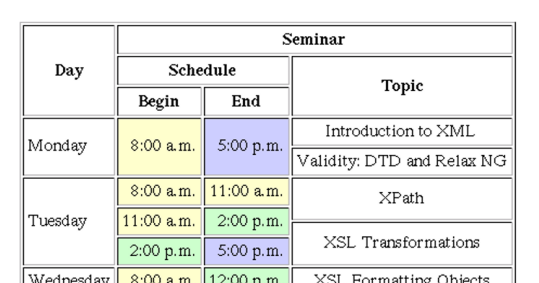 Seminar
Day
Schedule
Topic
Begin
End
Monday
8:00 a.m.
5:00 p.m.
Introduction to XML
Validity: DTD and Relax NG
Tuesday
8:00 a.m.
11:00 a.m.
XPath
11:00 a.m.
2:00 p.m.
XSL Transformations
2:00 p.m.
5:00 p.m.
Wednesday
8:00 a.m.
12:00 p.m.
XSL Formatting Objects